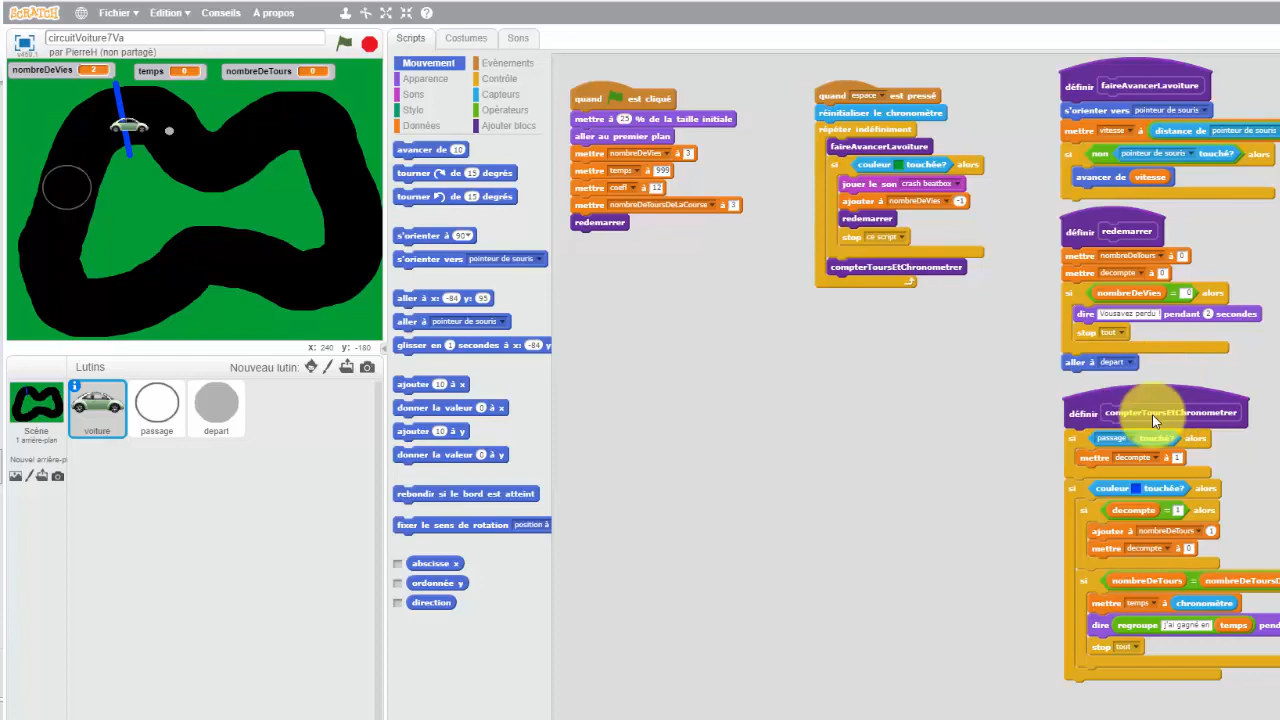 SCRATCH Fichier Edition Conseils À propos
circuitVoiture7Va
par PierreH (non partagé)
v459.1
nombreDeVies 2 temps 0 nombreDeTours 0
X: 240 y: -180
Lutins Nouveau lutin:
Scène
1 arrière-plan
voiture
passage
depart
Nouvel arrière-p
Scripts Costumes Sons
Mouvement Evènements
Apparence Contrôle
Sons Capteurs
Stylo Opérateurs
Données Ajouter blocs
avancer de 10
tourner de 15 degrés
tourner de 15 degrés
s'orienter à 90
s'orienter vers pointeur de souris
aller à x: -84 y: 95
aller à pointeur de souris
glisser en 1 secondes à x: -84 y
ajouter 10 à x
donner la valeur 0 à x
ajouter 10 à y
donner la valeur 0 à y
rebondir si le bord est atteint
fixer le sens de rotation position à
abscisse x
ordonnée y
direction
quand est cliqué
mettre à 25 % de la taille initiale
aller au premier plan
mettre nombreDeVies à 3
mettre temps à 999
mettre coeff à 12
mettre nombreDeToursDeLaCourse à 3
redemarrer
quand espace est pressé
réinitialiser le chronomètre
répéter indéfiniment
faireAvancerLavoiture
si couleur touchée? alors
jouer le son crash beatbox
ajouter à nombreDeVies -1
redemarrer
stop ce script
compterToursEtChronometrer
définir faireAvancerLavoiture
s'orienter vers pointeur de souris
mettre vitesse à distance de pointeur de souris
si non pointeur de souris touché? alors
avancer de vitesse
définir redemarrer
mettre nombreDeTours à 0
mettre decompte à 0
si nombreDeVies = 0 alors
dire Vousavez perdu ! pendant 2 secondes
stop tout
aller à depart
définir compterToursEtChronometrer
si passage touché? alors
mettre decompte à 1
si couleur touchée? alors
si decompte = 1 alors
ajouter à nombreDeTours 1
mettre decompte à 0
si nombreDeTours = nombreDeToursD
mettre temps à chronomètre
dire regroupe j'ai gagné en temps pend
stop tout